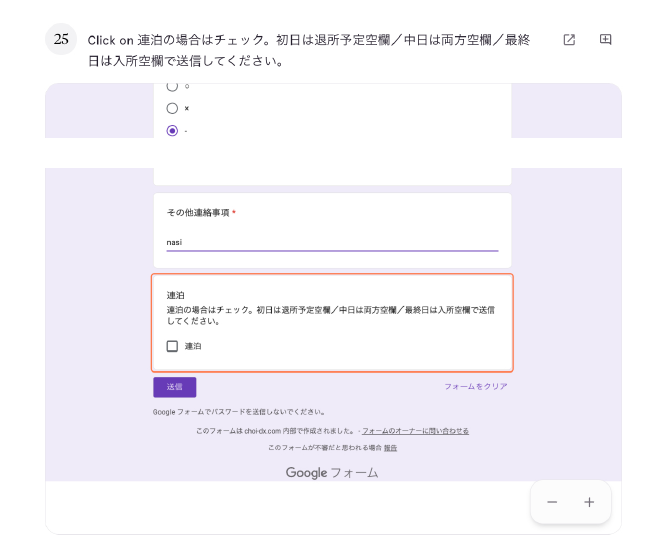 25 Click on 連泊の場合はチェック。初日は退所予定空欄／中日は両方空欄／最終
日は入所空欄で送信してください。
○
×
-
その他連絡事項 *
nasi
連泊
連泊の場合はチェック。初日は退所予定空欄／中日は両方空欄／最終日は入所空欄で送信
してください。
連泊
送信 フォームをクリア
Google フォームでパスワードを送信しないでください。
このフォームは choi-dx.com 内部で作成されました。 - フォームのオーナーに問い合わせる
このフォームが不審だと思われる場合 報告
Google フォーム